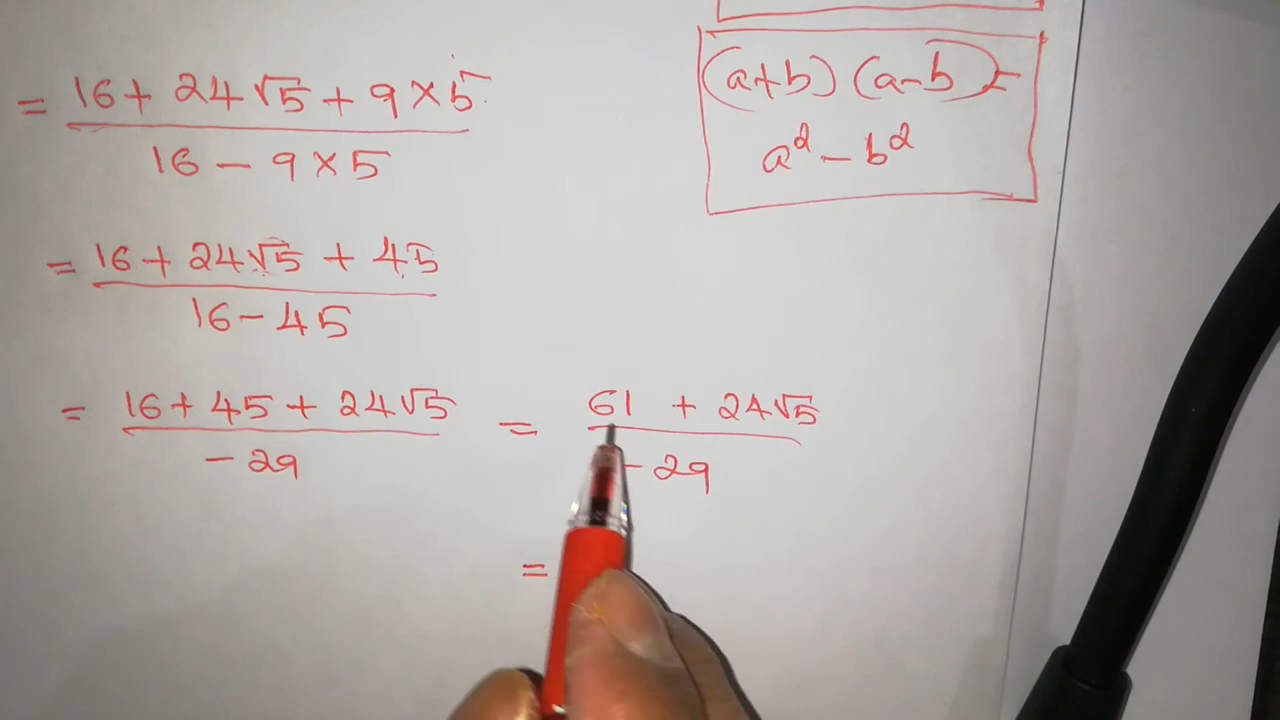 = 16 + 24√5 + 9 × 5
16 − 9 × 5
= 16 + 24√5 + 45
16 − 45
= 16 + 45 + 24√5
− 29
= 61 + 24√5
− 29
=
(a+b) (a−b) =
a² − b²